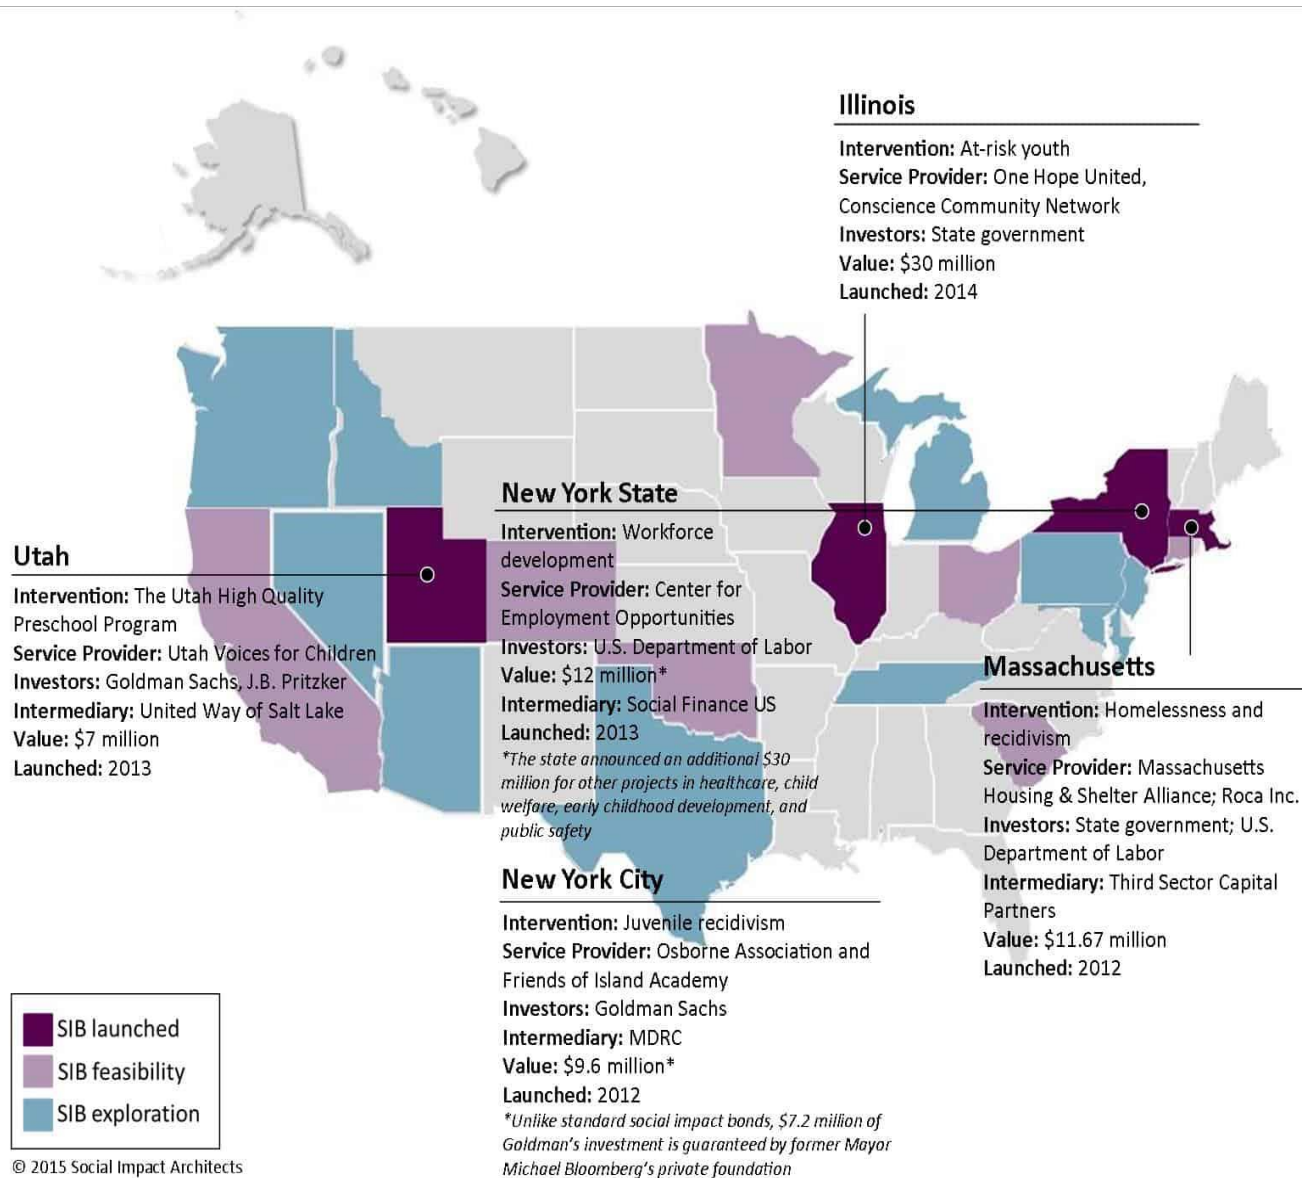 Illinois
Intervention: At-risk youth
Service Provider: One Hope United,
Conscience Community Network
Investors: State government
Value: $30 million
Launched: 2014
New York State
Intervention: Workforce
development
Service Provider: Center for
Employment Opportunities
Investors: U.S. Department of Labor
Value: $12 million*
Intermediary: Social Finance US
Launched: 2013
*The state announced an additional $30
million for other projects in healthcare, child
welfare, early childhood development, and
public safety
Utah
Intervention: The Utah High Quality
Preschool Program
Service Provider: Utah Voices for Children
Investors: Goldman Sachs, J.B. Pritzker
Intermediary: United Way of Salt Lake
Value: $7 million
Launched: 2013
Massachusetts
Intervention: Homelessness and
recidivism
Service Provider: Massachusetts
Housing & Shelter Alliance; Roca Inc.
Investors: State government; U.S.
Department of Labor
Intermediary: Third Sector Capital
Partners
Value: $11.67 million
Launched: 2012
New York City
Intervention: Juvenile recidivism
Service Provider: Osborne Association and
Friends of Island Academy
Investors: Goldman Sachs
Intermediary: MDRC
Value: $9.6 million*
Launched: 2012
*Unlike standard social impact bonds, $7.2 million of
Goldman's investment is guaranteed by former Mayor
Michael Bloomberg's private foundation
SIB launched
SIB feasibility
SIB exploration
© 2015 Social Impact Architects